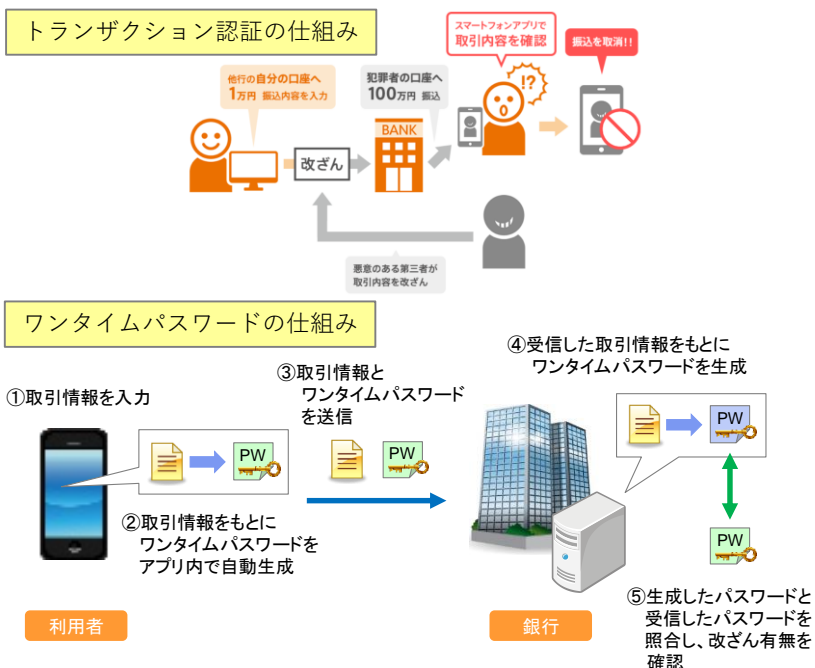 トランザクション認証の仕組み
スマートフォンアプリで
取引内容を確認
振込を取消!!
他行の自分の口座へ
1万円 振込内容を入力
犯罪者の口座へ
100万円 振込
!?
BANK
改ざん
悪意のある第三者が
取引内容を改ざん
ワンタイムパスワードの仕組み
①取引情報を入力
PW
②取引情報をもとに
ワンタイムパスワードを
アプリ内で自動生成
利用者
③取引情報と
ワンタイムパスワード
を送信
PW
④受信した取引情報をもとに
ワンタイムパスワードを生成
PW
PW
銀行
⑤生成したパスワードと
受信したパスワードを
照合し、改ざん有無を
確認